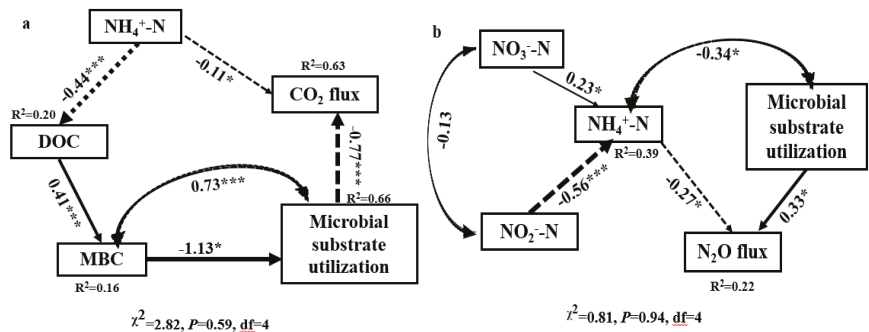 a
NH₄⁺-N
-0.44***
-0.11*
R²=0.63
CO₂ flux
R²=0.20
DOC
0.41***
0.73***
-0.77***
R²=0.66
Microbial
substrate
utilization
MBC
-1.13*
R²=0.16
χ²=2.82, P=0.59, df=4
b
NO₃⁻-N
-0.34*
0.23*
-0.13
NH₄⁺-N
R²=0.39
Microbial
substrate
utilization
-0.56***
-0.27*
0.33*
NO₂⁻-N
N₂O flux
R²=0.22
χ²=0.81, P=0.94, df=4